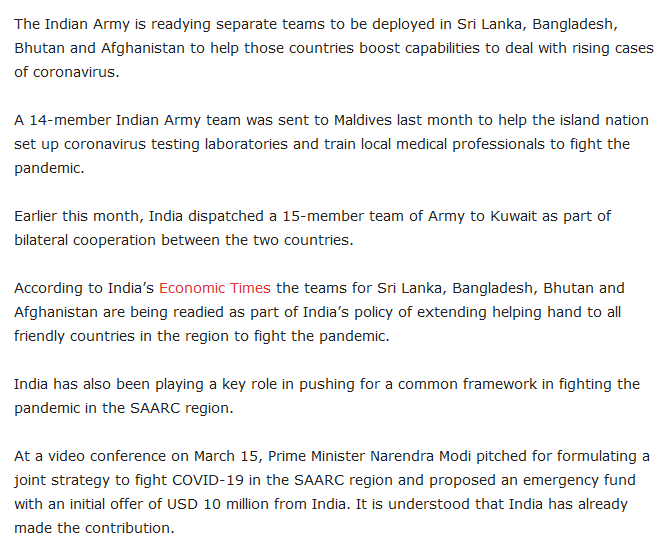 The Indian Army is readying separate teams to be deployed in Sri Lanka, Bangladesh,
Bhutan and Afghanistan to help those countries boost capabilities to deal with rising cases
of coronavirus.
A 14-member Indian Army team was sent to Maldives last month to help the island nation
set up coronavirus testing laboratories and train local medical professionals to fight the
pandemic.
Earlier this month, India dispatched a 15-member team of Army to Kuwait as part of
bilateral cooperation between the two countries.
According to India’s Economic Times the teams for Sri Lanka, Bangladesh, Bhutan and
Afghanistan are being readied as part of India’s policy of extending helping hand to all
friendly countries in the region to fight the pandemic.
India has also been playing a key role in pushing for a common framework in fighting the
pandemic in the SAARC region.
At a video conference on March 15, Prime Minister Narendra Modi pitched for formulating a
joint strategy to fight COVID-19 in the SAARC region and proposed an emergency fund
with an initial offer of USD 10 million from India. It is understood that India has already
made the contribution.